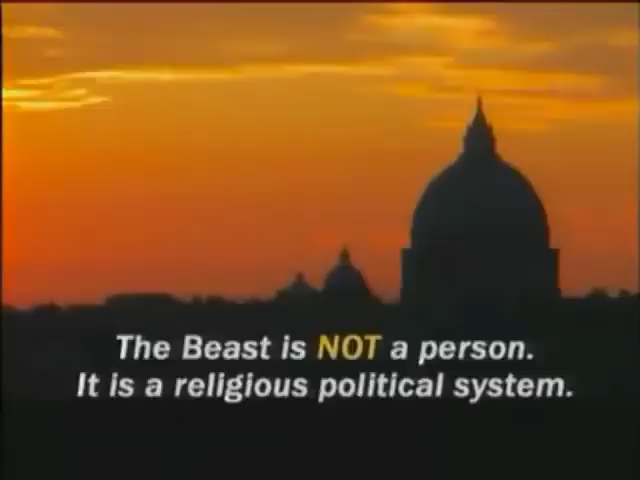 The Beast is NOT a person.
It is a religious political system.